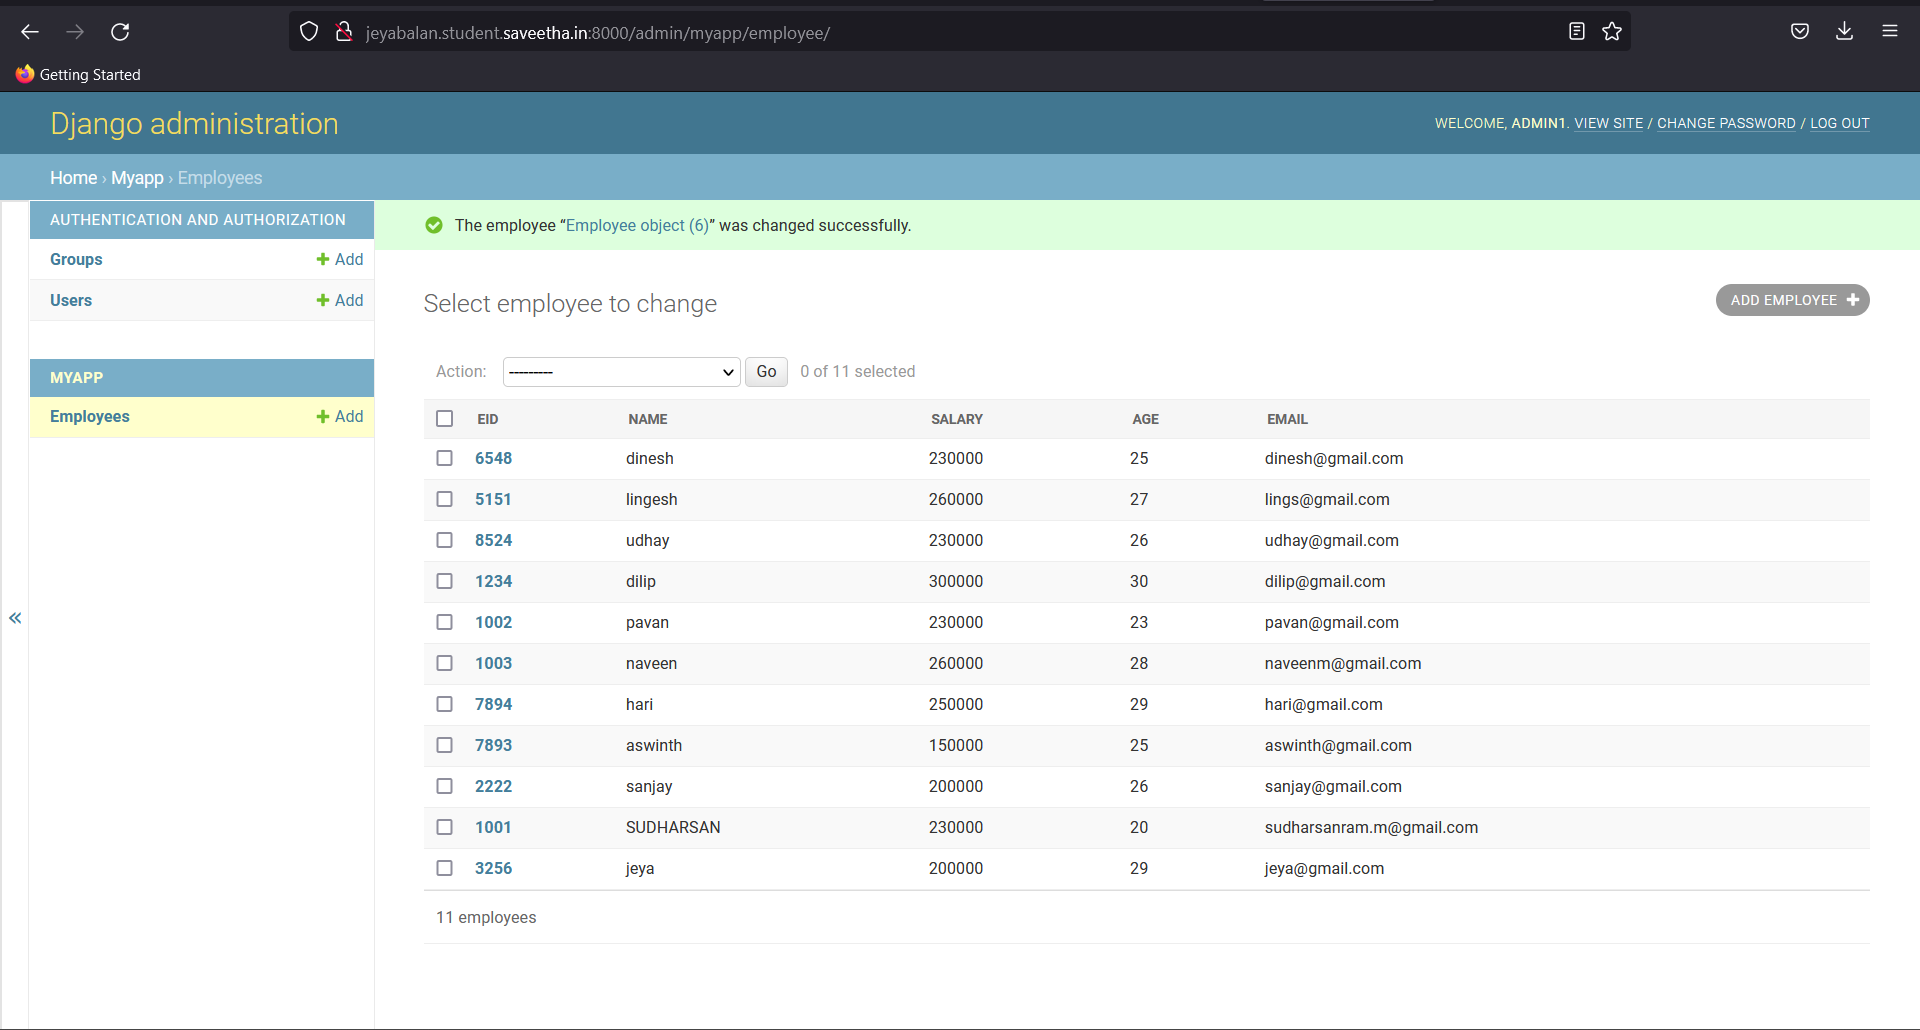 jeyabalan.student.saveetha.in:8000/admin/myapp/employee/
Getting Started
Django administration
WELCOME, ADMIN1. VIEW SITE / CHANGE PASSWORD / LOG OUT
Home › Myapp › Employees
AUTHENTICATION AND AUTHORIZATION
Groups Add
Users Add
MYAPP
Employees Add
The employee “Employee object (6)” was changed successfully.
Select employee to change
ADD EMPLOYEE
Action: --------- Go 0 of 11 selected
EID NAME SALARY AGE EMAIL
6548 dinesh 230000 25 dinesh@gmail.com
5151 lingesh 260000 27 lings@gmail.com
8524 udhay 230000 26 udhay@gmail.com
1234 dilip 300000 30 dilip@gmail.com
1002 pavan 230000 23 pavan@gmail.com
1003 naveen 260000 28 naveenm@gmail.com
7894 hari 250000 29 hari@gmail.com
7893 aswinth 150000 25 aswinth@gmail.com
2222 sanjay 200000 26 sanjay@gmail.com
1001 SUDHARSAN 230000 20 sudharsanram.m@gmail.com
3256 jeya 200000 29 jeya@gmail.com
11 employees